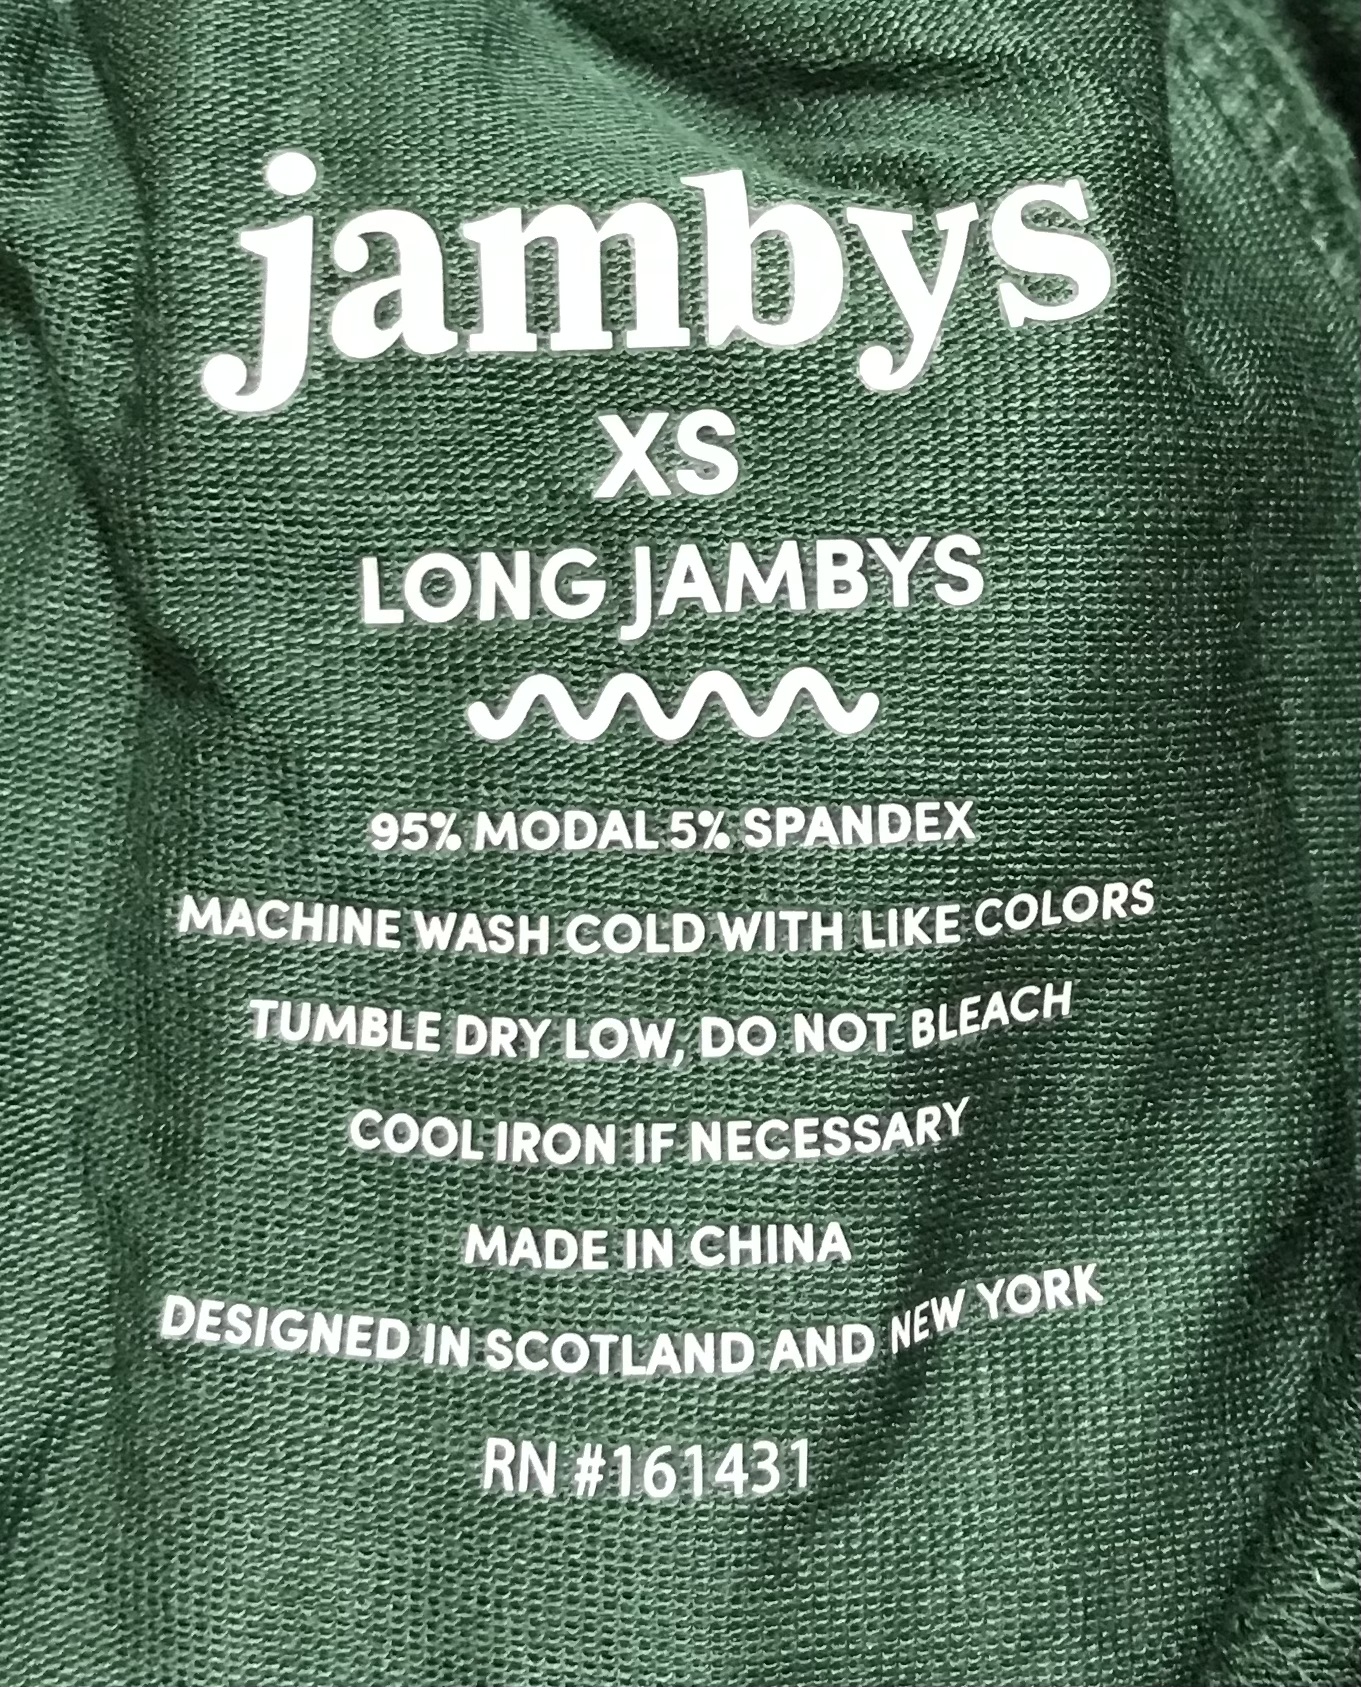 jambys
XS
LONG JAMBYS
95% MODAL 5% SPANDEX
MACHINE WASH COLD WITH LIKE COLORS
TUMBLE DRY LOW, DO NOT BLEACH
COOL IRON IF NECESSARY
MADE IN CHINA
DESIGNED IN SCOTLAND AND NEW YORK
RN #161431